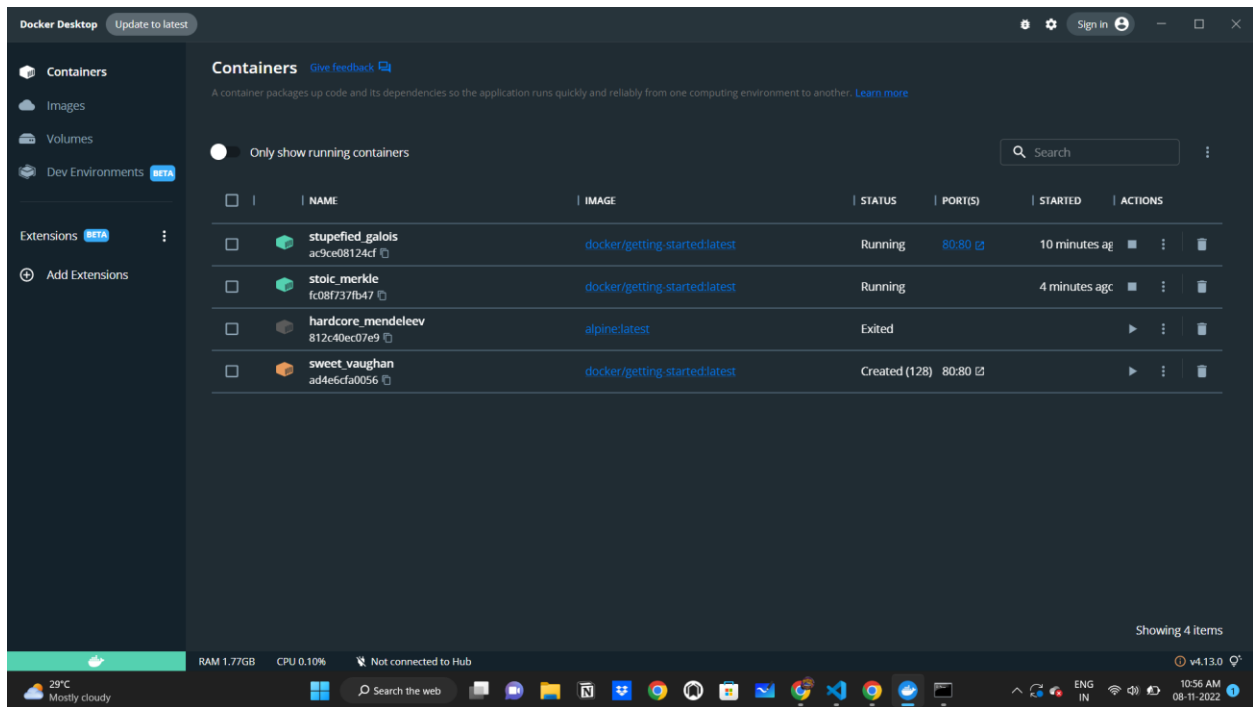 Docker Desktop Update to latest Sign in
Containers
Images
Volumes
Dev Environments BETA
Extensions BETA
Add Extensions
Containers Give feedback
A container packages up code and its dependencies so the application runs quickly and reliably from one computing environment to another. Learn more
Only show running containers Search
NAME IMAGE STATUS PORT(S) STARTED ACTIONS
stupefied_galois docker/getting-started:latest Running 80:80 10 minutes ag
ac9ce08124cf
stoic_merkle docker/getting-started:latest Running 4 minutes agc
fc08f737fb47
hardcore_mendeleev alpine:latest Exited
812c40ec07e9
sweet_vaughan docker/getting-started:latest Created (128) 80:80
ad4e6cfa0056
Showing 4 items
RAM 1.77GB CPU 0.10% Not connected to Hub v4.13.0
29°C
Mostly cloudy
Search the web
ENG
IN
10:56 AM
08-11-2022
1